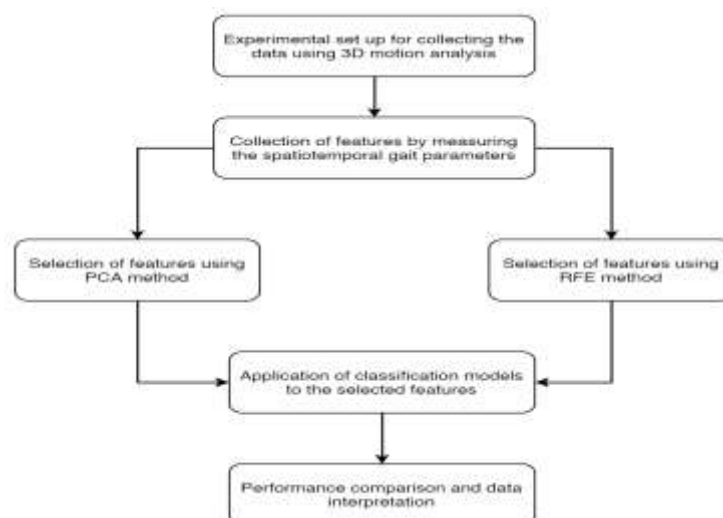 Experimental set up for collecting the
data using 3D motion analysis
Collection of features by measuring
the spatiotemporal gait parameters
Selection of features using
PCA method
Selection of features using
RFE method
Application of classification models
to the selected features
Performance comparison and data
interpretation